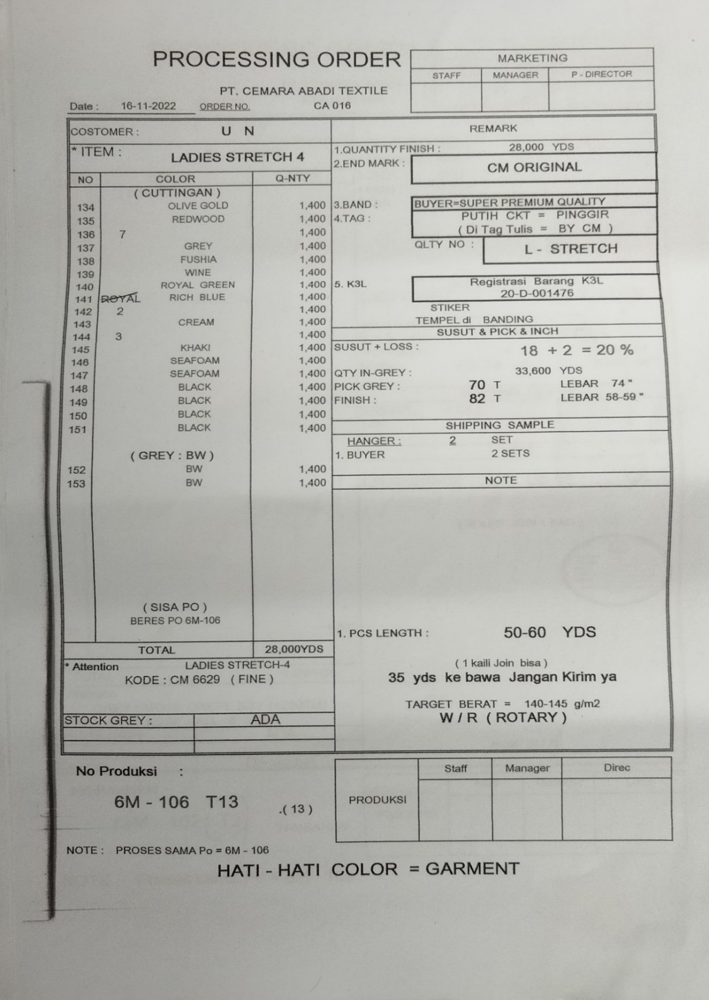 PROCESSING ORDER
PT. CEMARA ABADI TEXTILE
Date : 16-11-2022 ORDER NO. CA 016
MARKETING
STAFF MANAGER P - DIRECTOR
COSTOMER : U N
* ITEM : LADIES STRETCH 4
NO COLOR Q-NTY
( CUTTINGAN )
134 OLIVE GOLD 1,400
135 REDWOOD 1,400
136 7 1,400
137 GREY 1,400
138 FUSHIA 1,400
139 WINE 1,400
140 ROYAL GREEN 1,400
141 ROYAL RICH BLUE 1,400
142 2 1,400
143 CREAM 1,400
144 3 1,400
145 KHAKI 1,400
146 SEAFOAM 1,400
147 SEAFOAM 1,400
148 BLACK 1,400
149 BLACK 1,400
150 BLACK 1,400
151 BLACK 1,400
( GREY : BW )
152 BW 1,400
153 BW 1,400
( SISA PO )
BERES PO 6M-106
TOTAL 28,000YDS
* Attention LADIES STRETCH-4
KODE : CM 6629 ( FINE )
STOCK GREY : ADA
REMARK
1.QUANTITY FINISH : 28,000 YDS
2.END MARK : CM ORIGINAL
3.BAND : BUYER=SUPER PREMIUM QUALITY
4.TAG : PUTIH CKT = PINGGIR
( Di Tag Tulis = BY CM )
QLTY NO : L - STRETCH
5. K3L Registrasi Barang K3L
20-D-001476
STIKER
TEMPEL di BANDING
SUSUT & PICK & INCH
SUSUT + LOSS : 18 + 2 = 20 %
QTY IN-GREY : 33,600 YDS
PICK GREY : 70 T LEBAR 74 "
FINISH : 82 T LEBAR 58-59 "
SHIPPING SAMPLE
HANGER : 2 SET
1. BUYER 2 SETS
NOTE
1. PCS LENGTH : 50-60 YDS
( 1 kaili Join bisa )
35 yds ke bawa Jangan Kirim ya
TARGET BERAT = 140-145 g/m2
W / R ( ROTARY )
No Produksi :
6M - 106 T13 .( 13 )
PRODUKSI Staff Manager Direc
NOTE : PROSES SAMA Po = 6M - 106
HATI - HATI COLOR = GARMENT